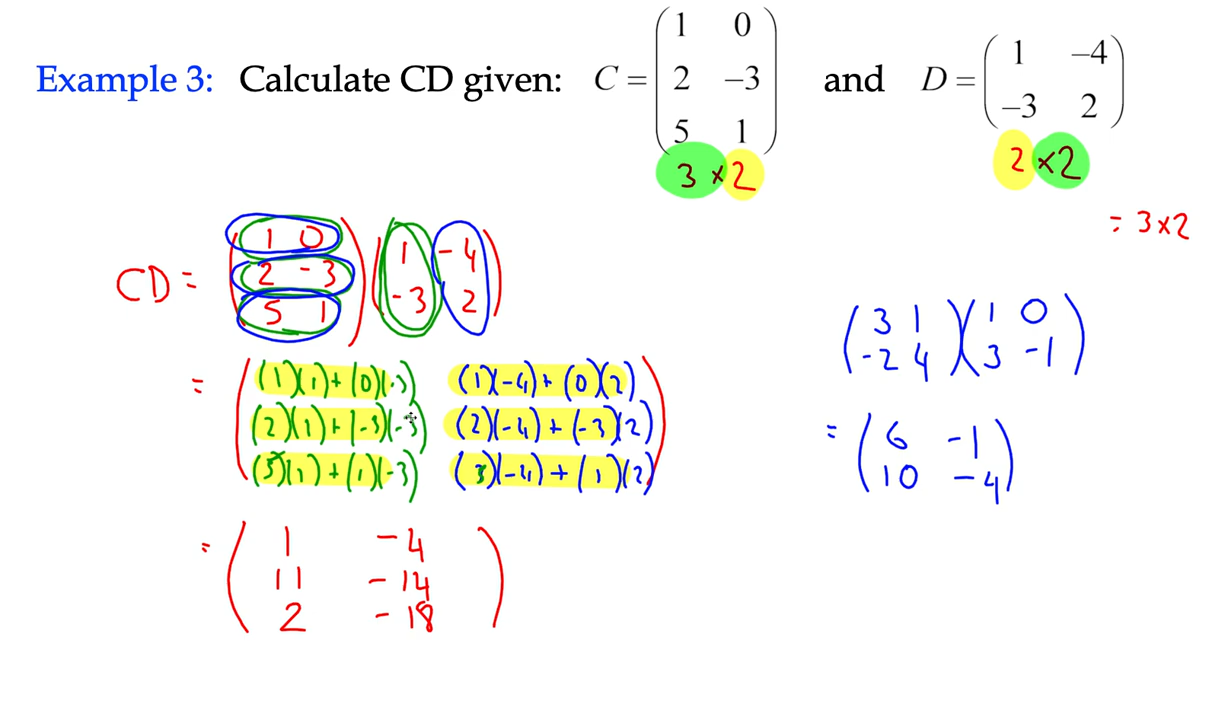 Example 3: Calculate CD given: C = ( 1 0 ; 2 −3 ; 5 1 ) and D = ( 1 −4 ; −3 2 )
3 × 2
2 × 2
= 3×2
CD = ( 1 0 ) ( 1 -4 )
( 2 -3 ) ( -3 2 )
( 5 1 )
= ( (1)(1)+(0)(-3) (1)(-4)+(0)(2) )
(2)(1)+(-3)(-3) (2)(-4)+(-3)(2)
(5)(1)+(1)(-3) (5)(-4)+(1)(2)
= ( 1 -4 )
11 -14
2 -18
( 3 1 ) ( 1 0 )
( -2 4 ) ( 3 -1 )
= ( 6 -1 )
( 10 -4 )